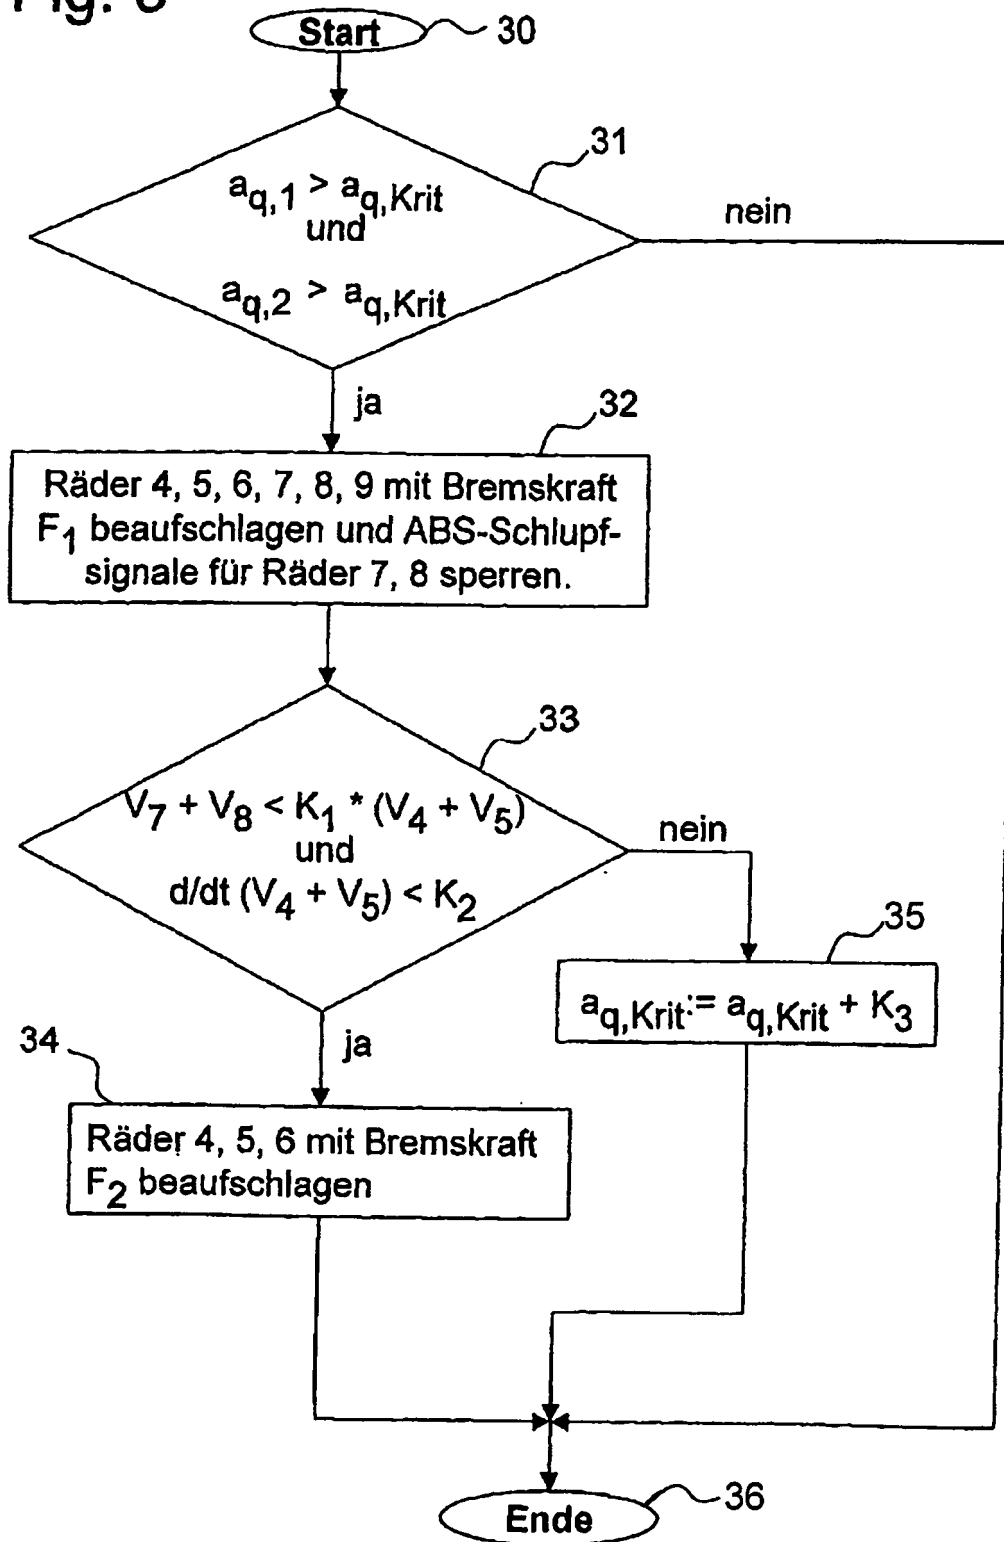 Start
30
31
a_q,1 > a_q,Krit
und
a_q,2 > a_q,Krit
nein
ja
32
Räder 4, 5, 6, 7, 8, 9 mit Bremskraft
F_1 beaufschlagen und ABS-Schlupf-
signale für Räder 7, 8 sperren.
33
V_7 + V_8 < K_1 * (V_4 + V_5)
und
d/dt (V_4 + V_5) < K_2
nein
35
a_q,Krit := a_q,Krit + K_3
ja
34
Räder 4, 5, 6 mit Bremskraft
F_2 beaufschlagen
36
Ende